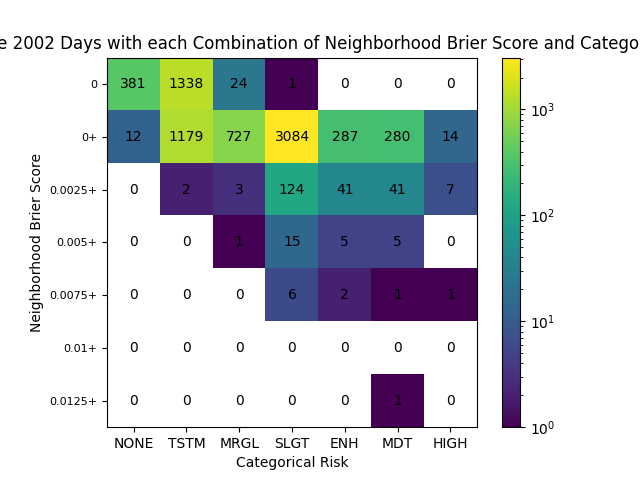 e 2002 Days with each Combination of Neighborhood Brier Score and Catego
0 381 1338 24 1 0 0 0
0+ 12 1179 727 3084 287 280 14
0.0025+ 0 2 3 124 41 41 7
0.005+ 0 0 1 15 5 5 0
0.0075+ 0 0 0 6 2 1 1
0.01+ 0 0 0 0 0 0 0
0.0125+ 0 0 0 0 0 1 0
NONE TSTM MRGL SLGT ENH MDT HIGH
Categorical Risk
Neighborhood Brier Score
10³
10²
10¹
10⁰